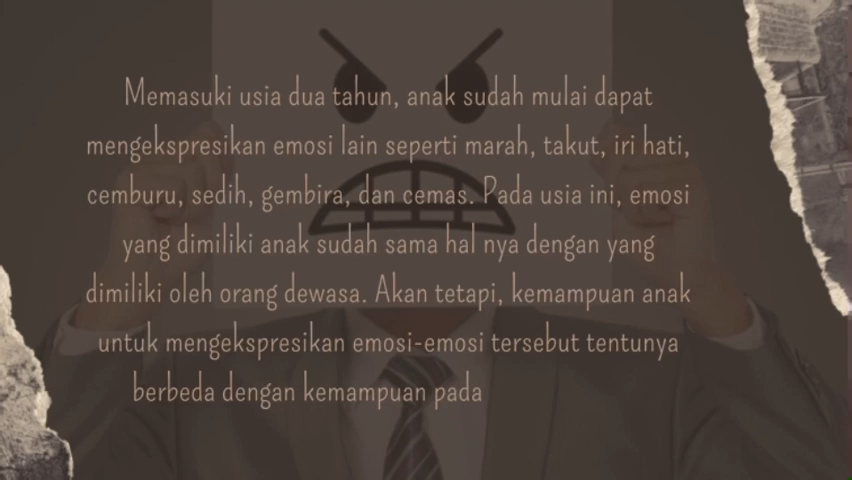 Memasuki usia dua tahun, anak sudah mulai dapat
mengekspresikan emosi lain seperti marah, takut, iri hati,
cemburu, sedih, gembira, dan cemas. Pada usia ini, emosi
yang dimiliki anak sudah sama hal nya dengan yang
dimiliki oleh orang dewasa. Akan tetapi, kemampuan anak
untuk mengekspresikan emosi-emosi tersebut tentunya
berbeda dengan kemampuan pada